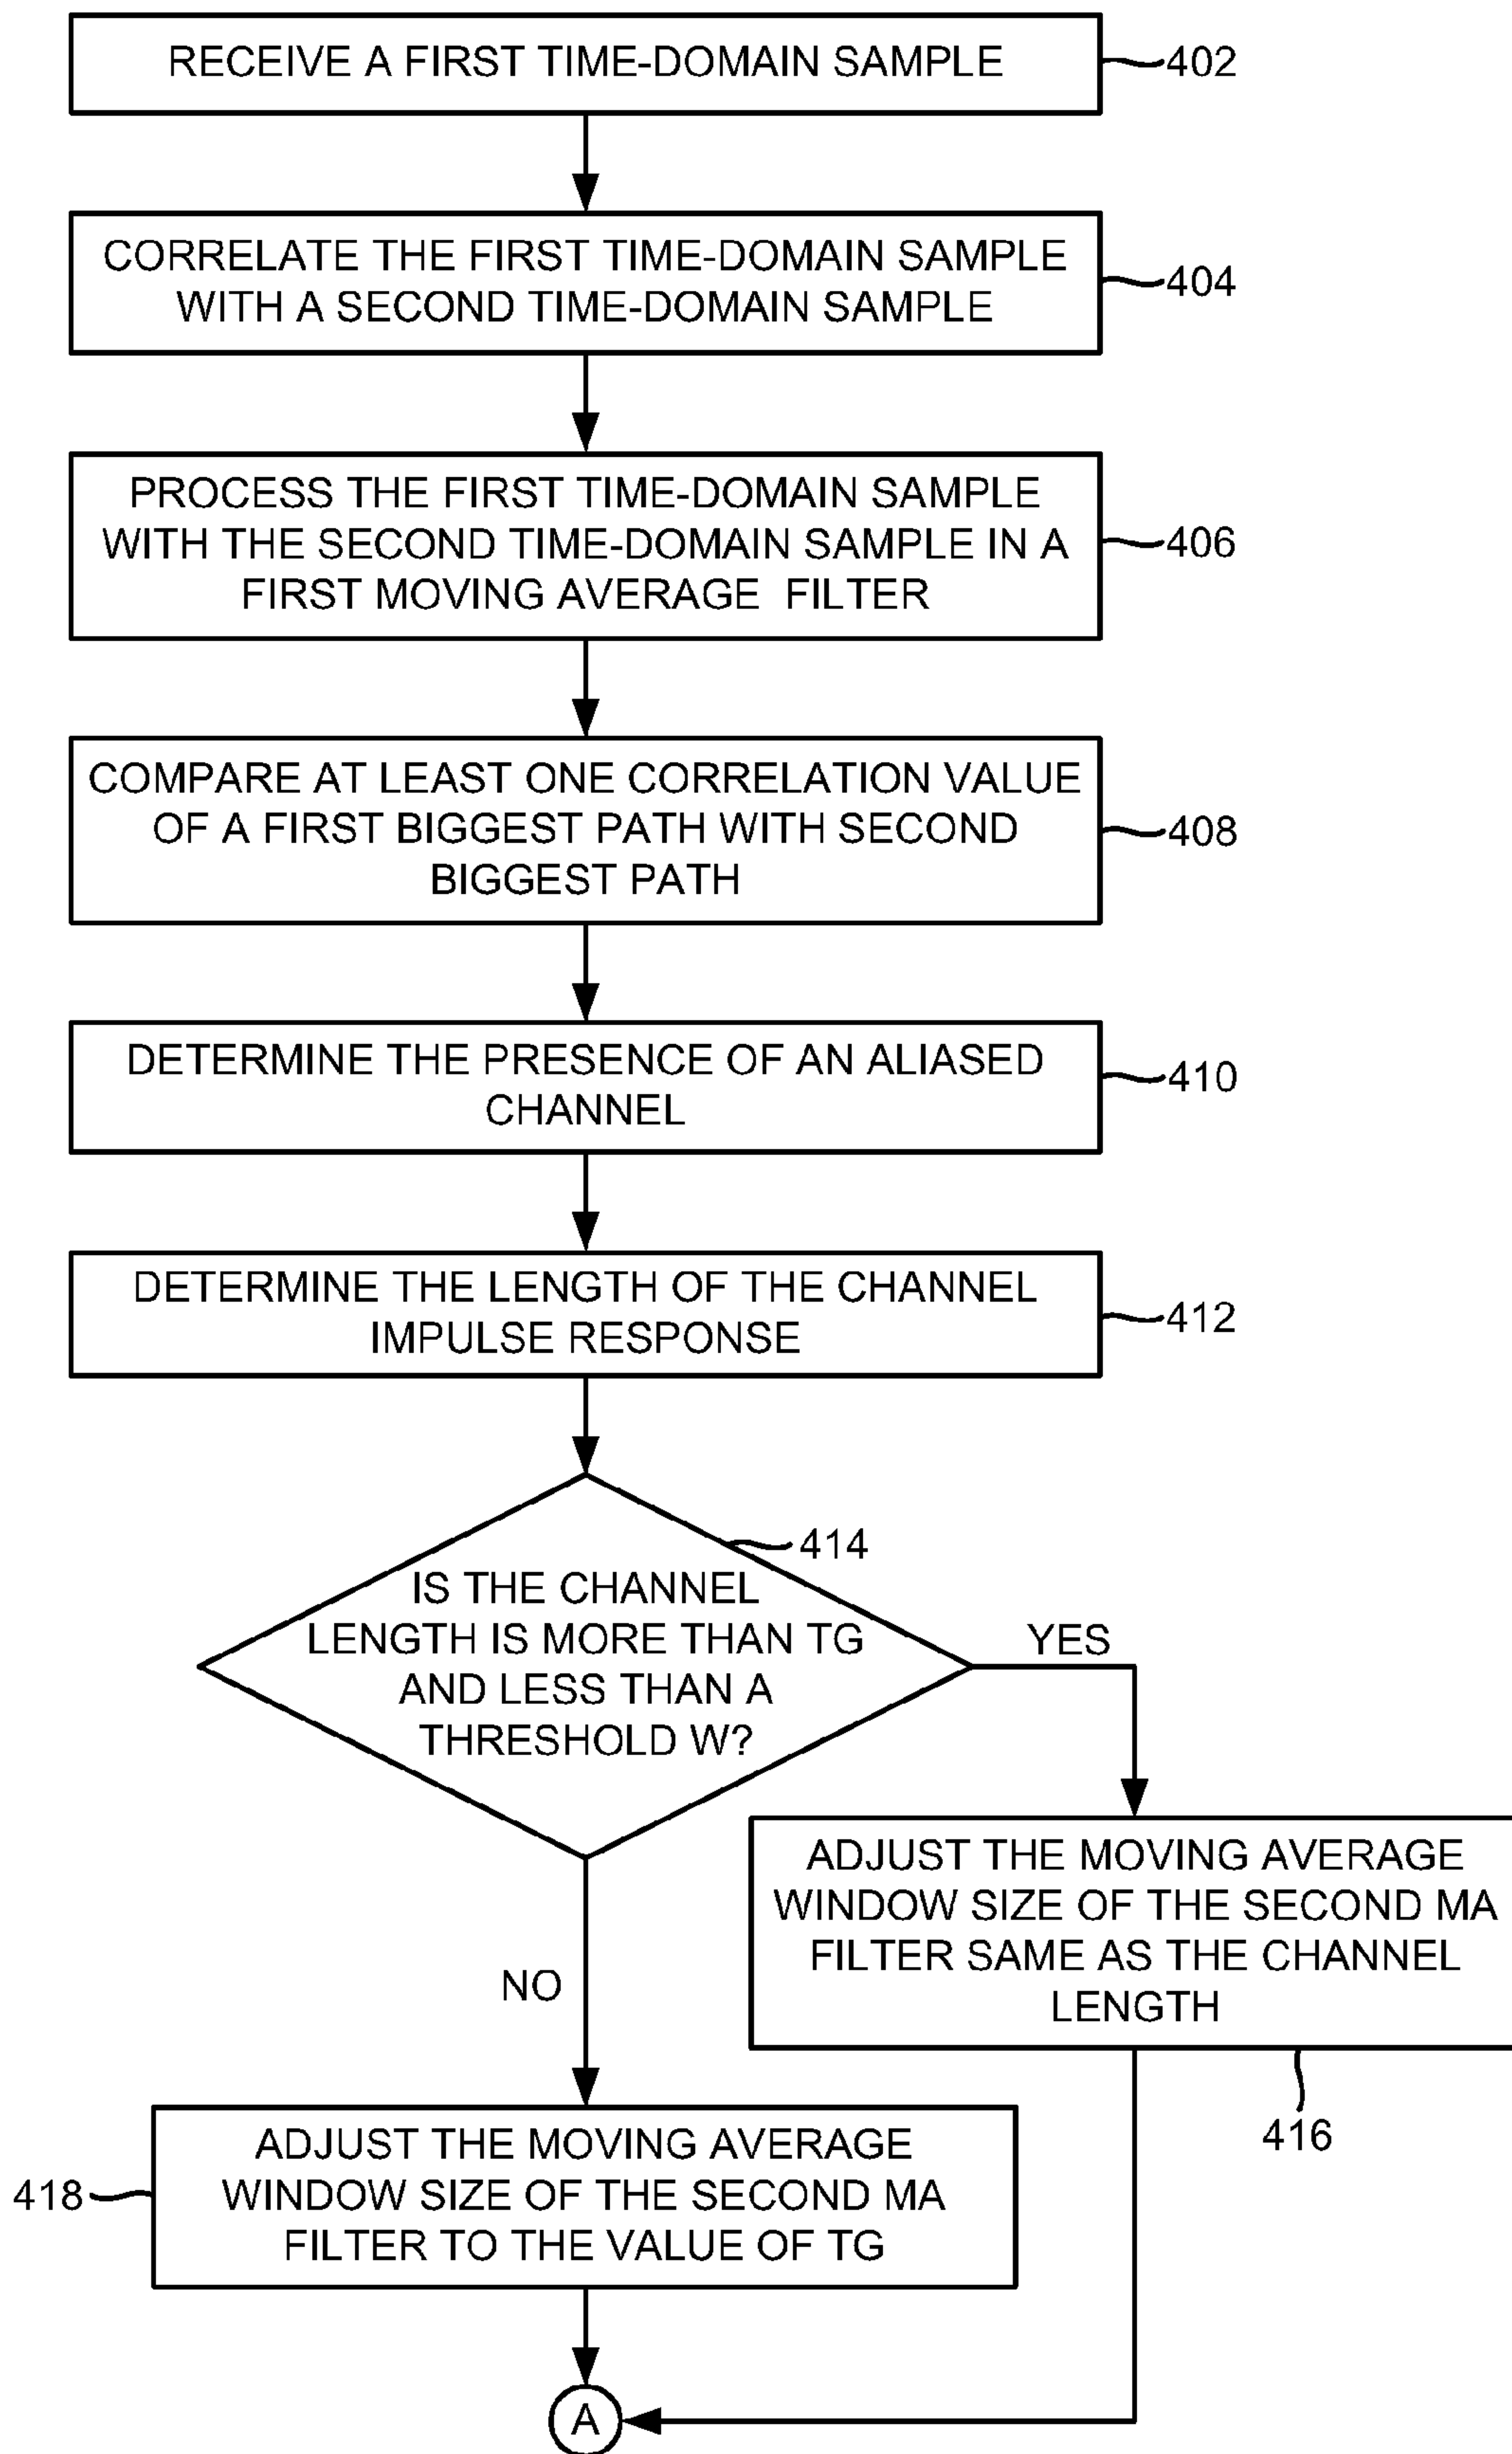 RECEIVE A FIRST TIME-DOMAIN SAMPLE
402
CORRELATE THE FIRST TIME-DOMAIN SAMPLE
WITH A SECOND TIME-DOMAIN SAMPLE
404
PROCESS THE FIRST TIME-DOMAIN SAMPLE
WITH THE SECOND TIME-DOMAIN SAMPLE IN A
FIRST MOVING AVERAGE FILTER
406
COMPARE AT LEAST ONE CORRELATION VALUE
OF A FIRST BIGGEST PATH WITH SECOND
BIGGEST PATH
408
DETERMINE THE PRESENCE OF AN ALIASED
CHANNEL
410
DETERMINE THE LENGTH OF THE CHANNEL
IMPULSE RESPONSE
412
414
IS THE CHANNEL
LENGTH IS MORE THAN TG
AND LESS THAN A
THRESHOLD W?
YES
ADJUST THE MOVING AVERAGE
WINDOW SIZE OF THE SECOND MA
FILTER SAME AS THE CHANNEL
LENGTH
416
NO
ADJUST THE MOVING AVERAGE
WINDOW SIZE OF THE SECOND MA
FILTER TO THE VALUE OF TG
418
A